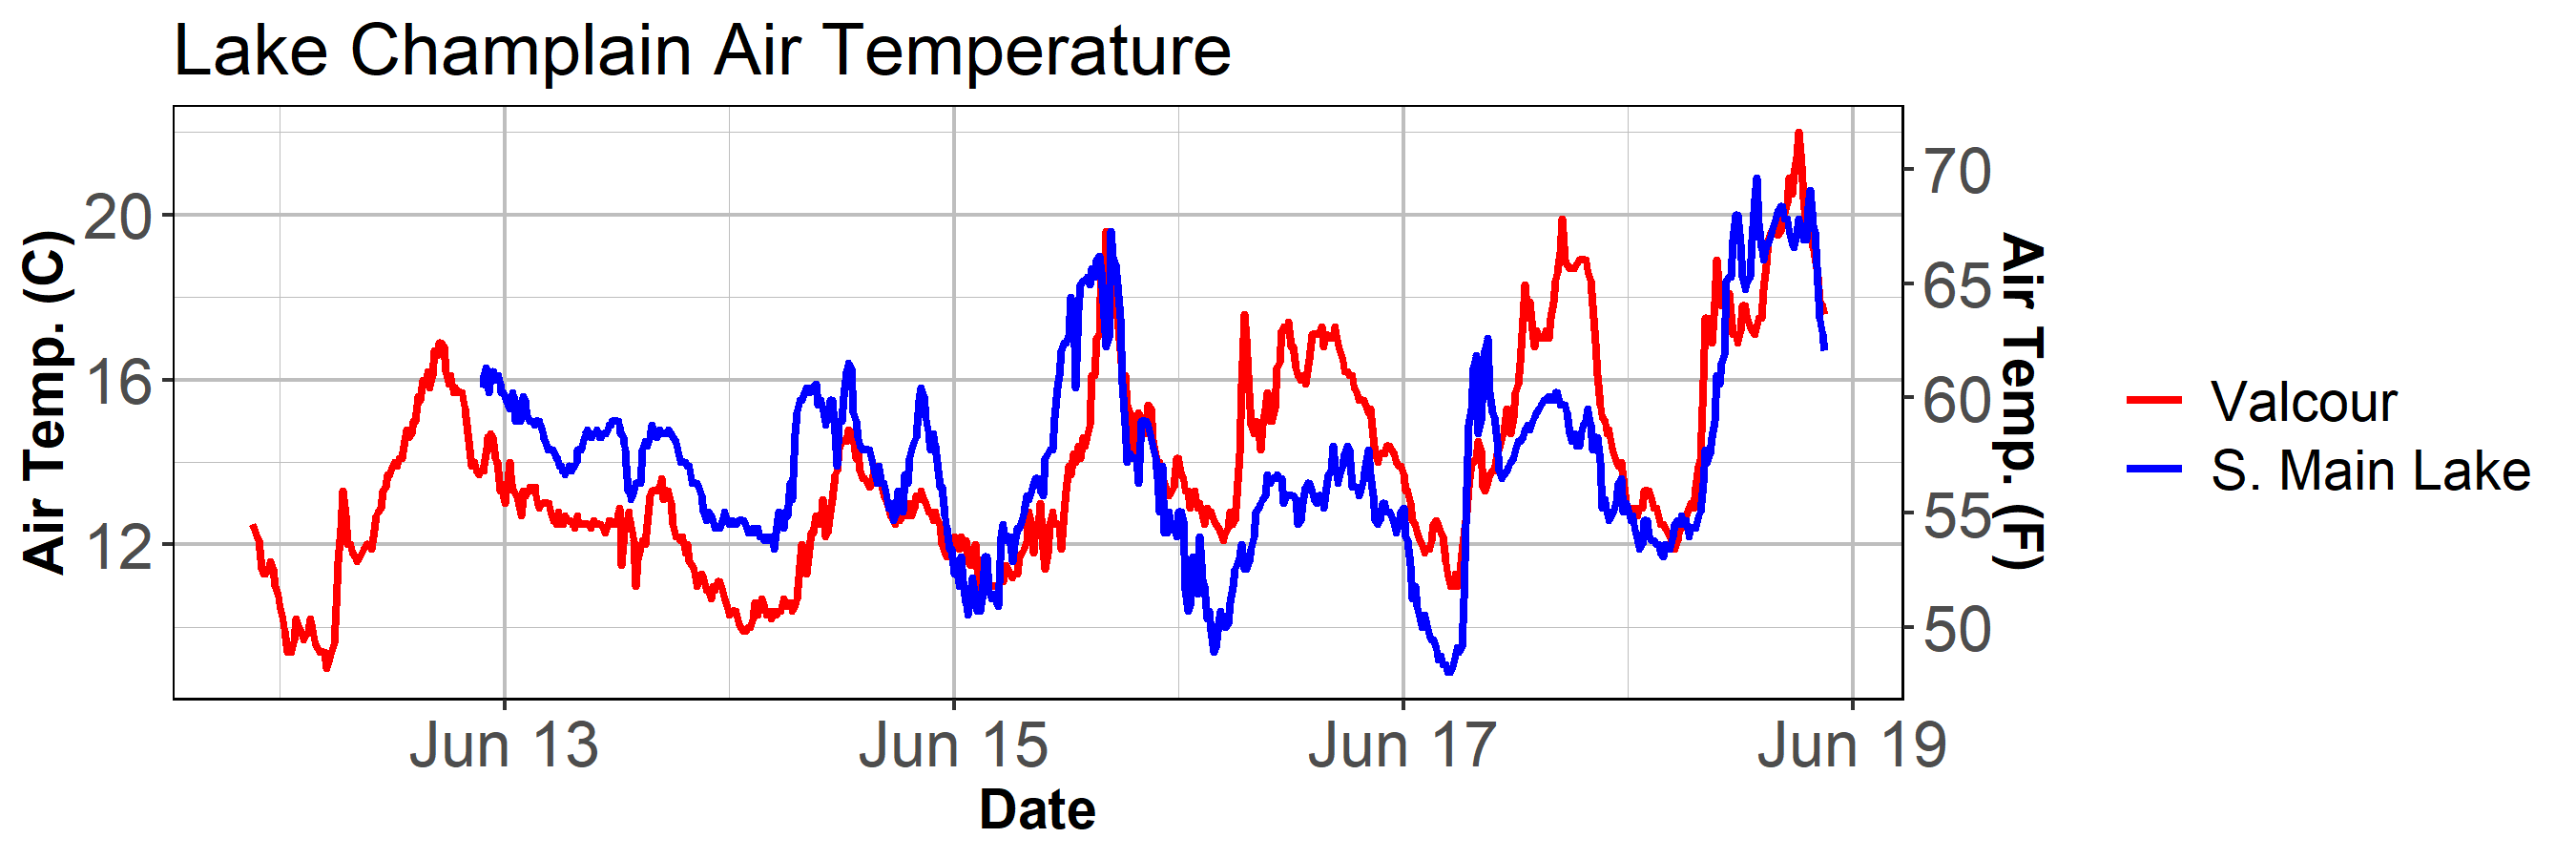 Lake Champlain Air Temperature
Air Temp. (C)
20
16
12
70
65
60
55
50
Air Temp. (F)
Jun 13
Jun 15
Jun 17
Jun 19
Date
Valcour
S. Main Lake